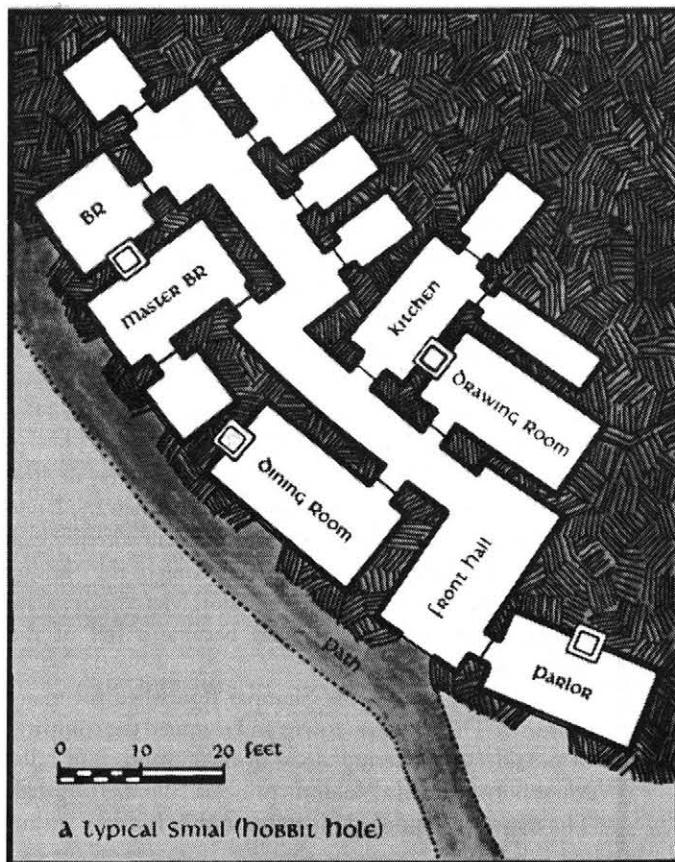 BR
Master BR
Kitchen
Drawing Room
Dining Room
Front Hall
Parlor
Path
0 10 20 feet
a typical Smial (hobbit hole)